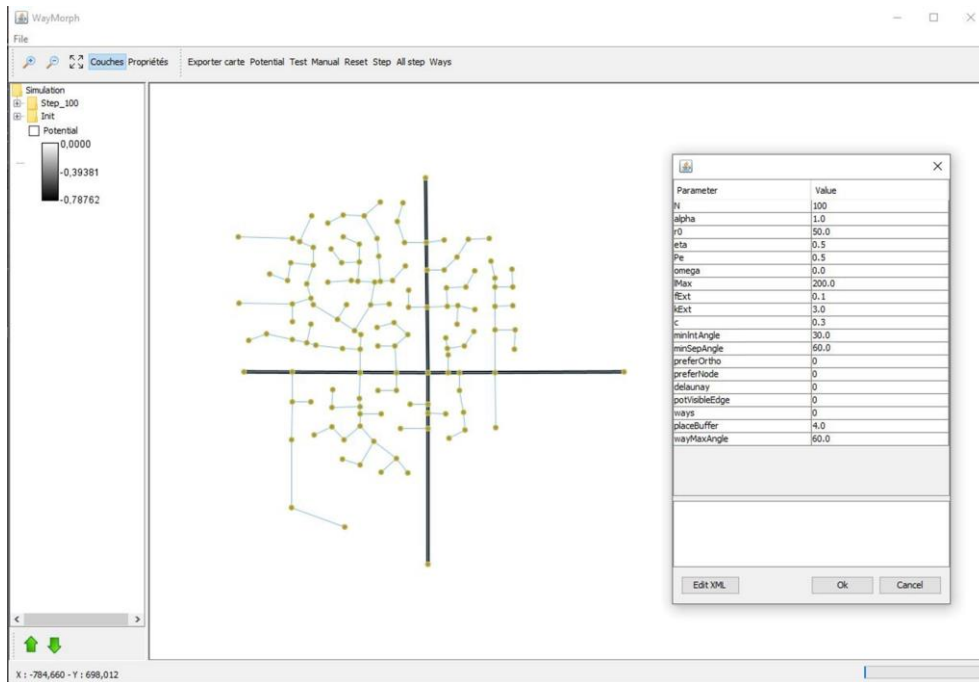 WayMorph
File
Couches Propriétés Exporter carte Potential Test Manual Reset Step All step Ways
Simulation
Step_100
Init
Potential
0,0000
-0,39381
-0,78762
Parameter Value
N 100
alpha 1.0
r0 50.0
eta 0.5
Pe 0.5
omega 0.0
lMax 200.0
fExt 0.1
kExt 3.0
c 0.3
minIntAngle 30.0
minSepAngle 60.0
preferOrtho 0
preferNode 0
delaunay 0
potVisibleEdge 0
ways 0
placeBuffer 4.0
wayMaxAngle 60.0
Edit XML Ok Cancel
X : -784,660 - Y : 698,012